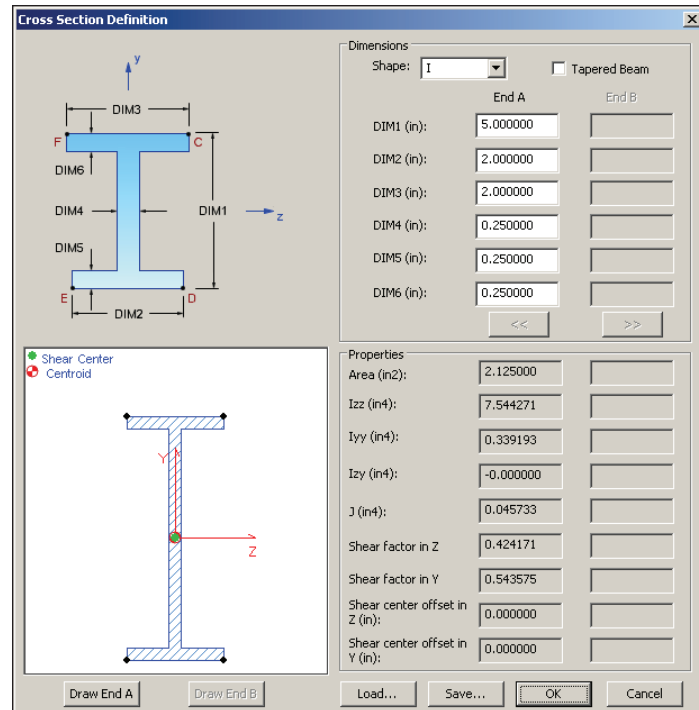 Cross Section Definition
y
DIM3
F
C
DIM6
DIM4
DIM1
z
DIM5
E
D
DIM2
Shear Center
Centroid
Y
Z
Draw End A
Draw End B
Dimensions
Shape: I
Tapered Beam
End A
End B
DIM1 (in): 5.000000
DIM2 (in): 2.000000
DIM3 (in): 2.000000
DIM4 (in): 0.250000
DIM5 (in): 0.250000
DIM6 (in): 0.250000
<< >>
Properties
Area (in2): 2.125000
Izz (in4): 7.544271
Iyy (in4): 0.339193
Izy (in4): -0.000000
J (in4): 0.045733
Shear factor in Z 0.424171
Shear factor in Y 0.543575
Shear center offset in
Z (in): 0.000000
Shear center offset in
Y (in): 0.000000
Load... Save... OK Cancel